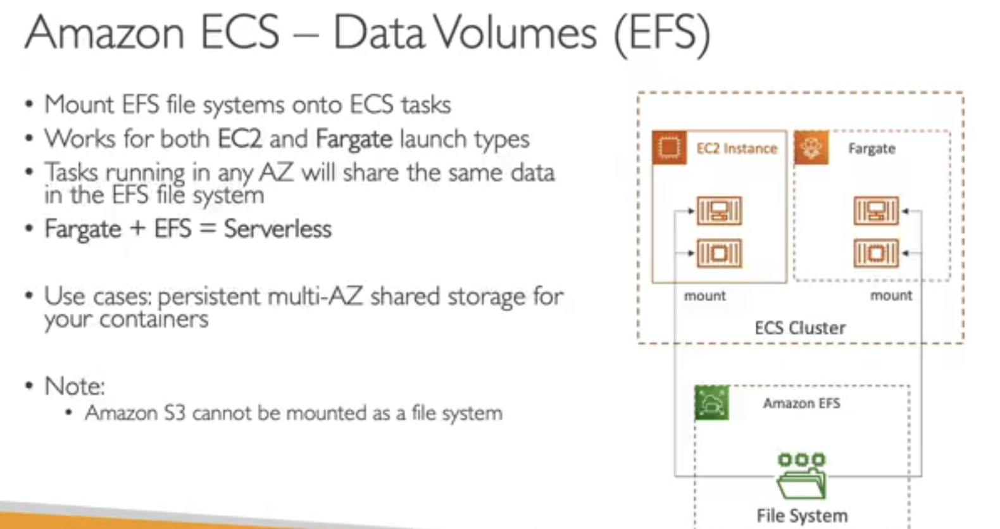 Amazon ECS – Data Volumes (EFS)
• Mount EFS file systems onto ECS tasks
• Works for both EC2 and Fargate launch types
• Tasks running in any AZ will share the same data
in the EFS file system
• Fargate + EFS = Serverless
• Use cases: persistent multi-AZ shared storage for
your containers
• Note:
• Amazon S3 cannot be mounted as a file system
EC2 Instance
Fargate
mount
mount
ECS Cluster
Amazon EFS
File System